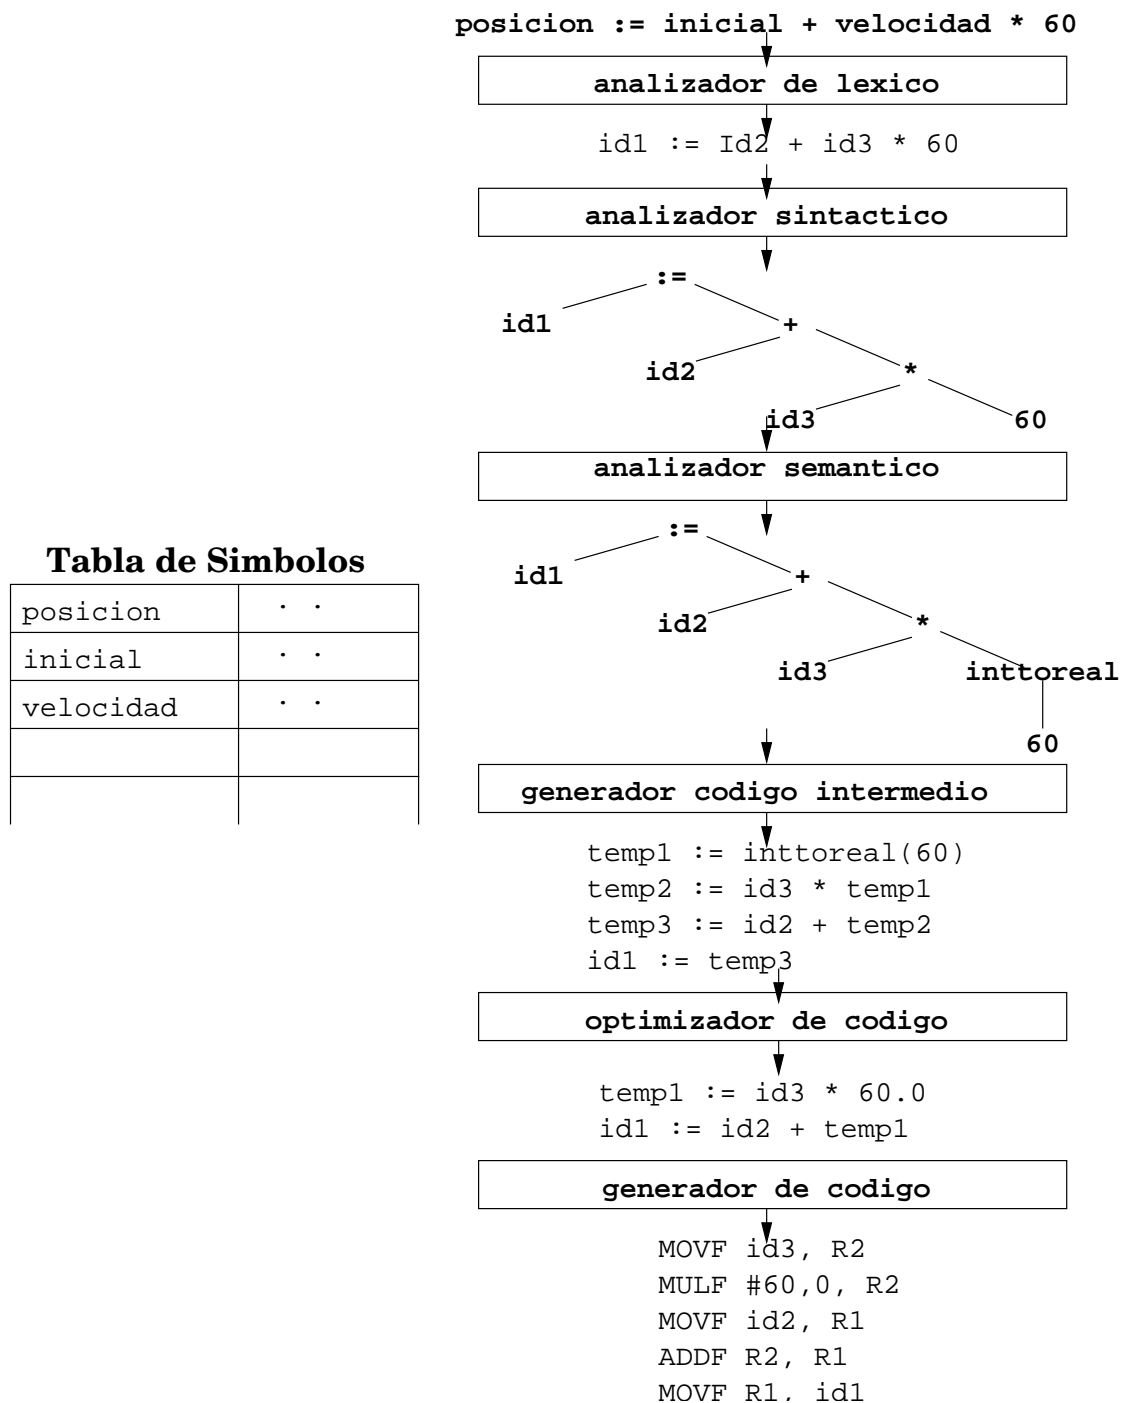 posicion := inicial + velocidad * 60
analizador de lexico
id1 := Id2 + id3 * 60
analizador sintactico
:=
id1
+
id2
*
id3
60
analizador semantico
:=
id1
+
id2
*
id3
inttoreal
60
Tabla de Simbolos
posicion . .
inicial . .
velocidad . .
generador codigo intermedio
temp1 := inttoreal(60)
temp2 := id3 * temp1
temp3 := id2 + temp2
id1 := temp3
optimizador de codigo
temp1 := id3 * 60.0
id1 := id2 + temp1
generador de codigo
MOVF id3, R2
MULF #60,0, R2
MOVF id2, R1
ADDF R2, R1
MOVF R1, id1